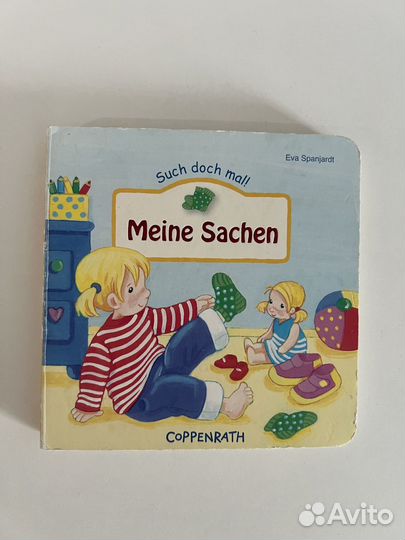 Eva Spanjardt
Such doch mal!
Meine Sachen
COPPENRATH
Avito